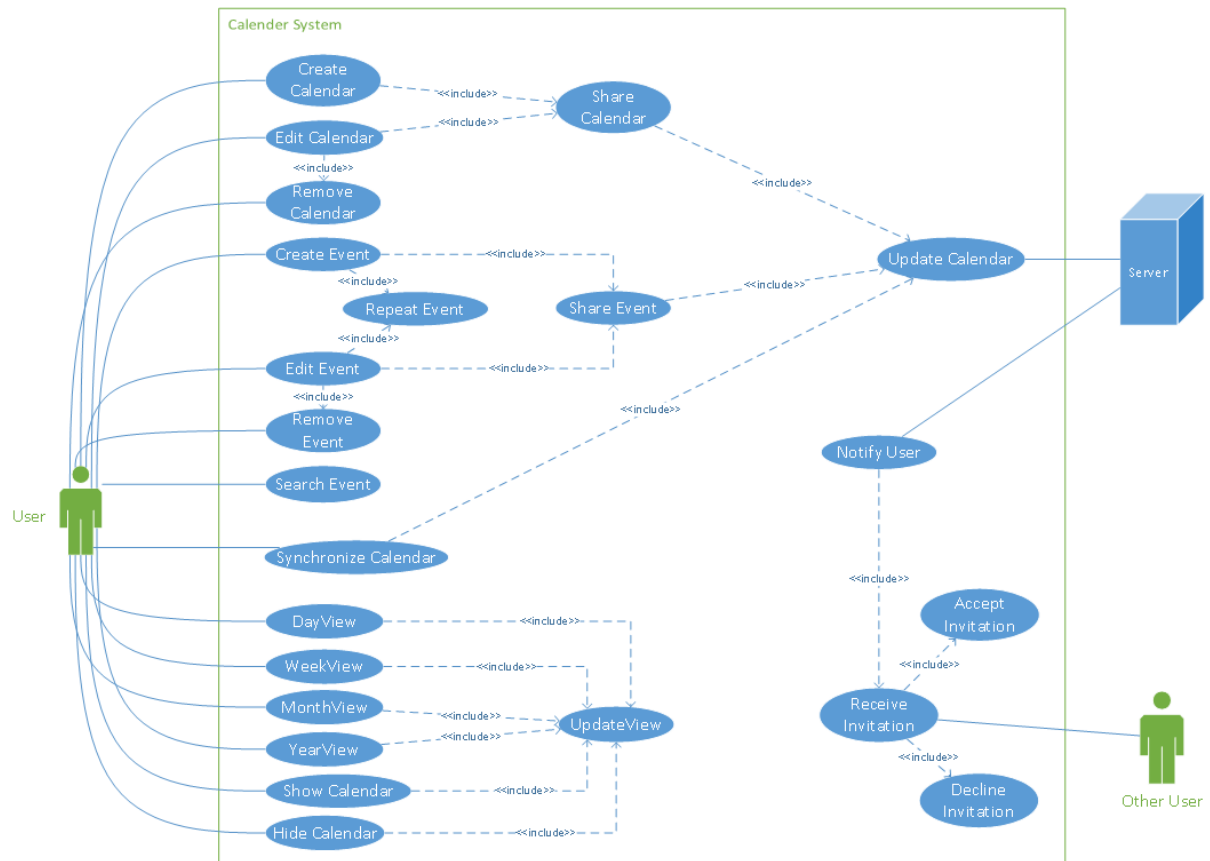 Calender System
Create
Calendar
<<include>>
Share
Calendar
Edit Calendar
<<include>>
<<include>>
Remove
Calendar
<<include>>
Create Event
<<include>>
<<include>>
Repeat Event
Share Event
<<include>>
Update Calendar
Server
<<include>>
Edit Event
<<include>>
<<include>>
Remove
Event
<<include>>
Notify User
Search Event
User
Synchronize Calendar
<<include>>
Accept
Invitation
DayView
<<include>>
WeekView
<<include>>
<<include>>
MonthView
<<include>>
UpdateView
Receive
Invitation
YearView
<<include>>
<<include>>
Show Calendar
<<include>>
Decline
Invitation
Other User
Hide Calendar
<<include>>